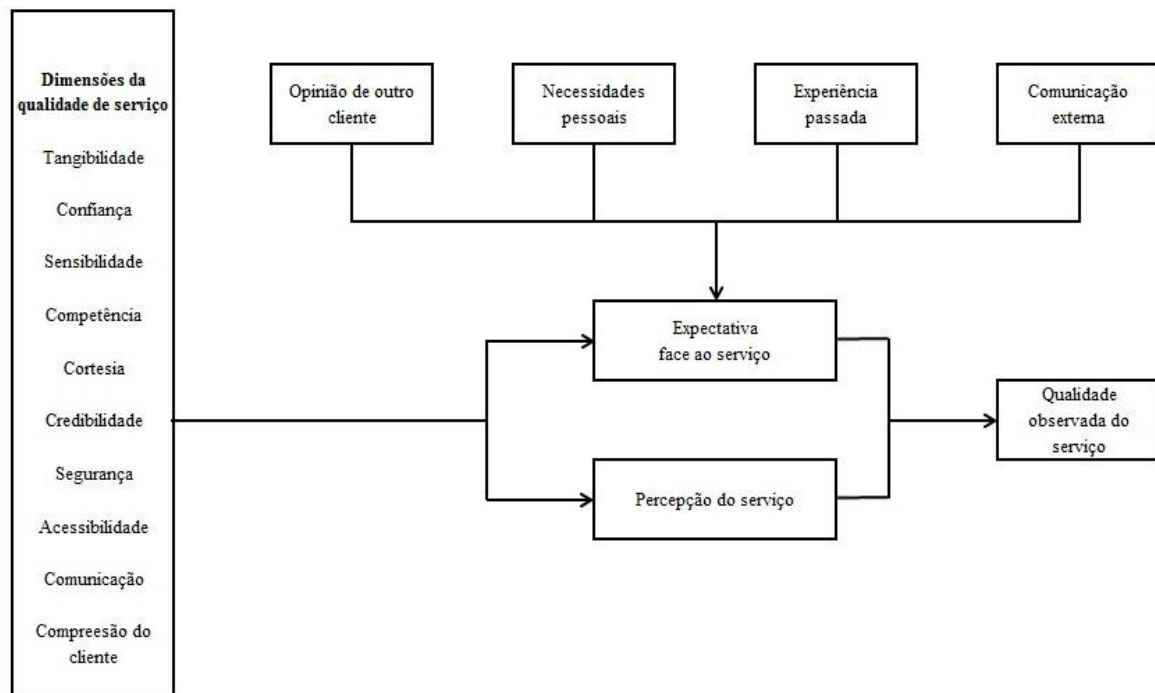 Dimensões da
qualidade de serviço
Tangibilidade
Confiança
Sensibilidade
Competência
Cortesia
Credibilidade
Segurança
Acessibilidade
Comunicação
Compreesão do
cliente
Opinião de outro
cliente
Necessidades
pessoais
Experiência
passada
Comunicação
externa
Expectativa
face ao serviço
Percepção do serviço
Qualidade
observada do
serviço